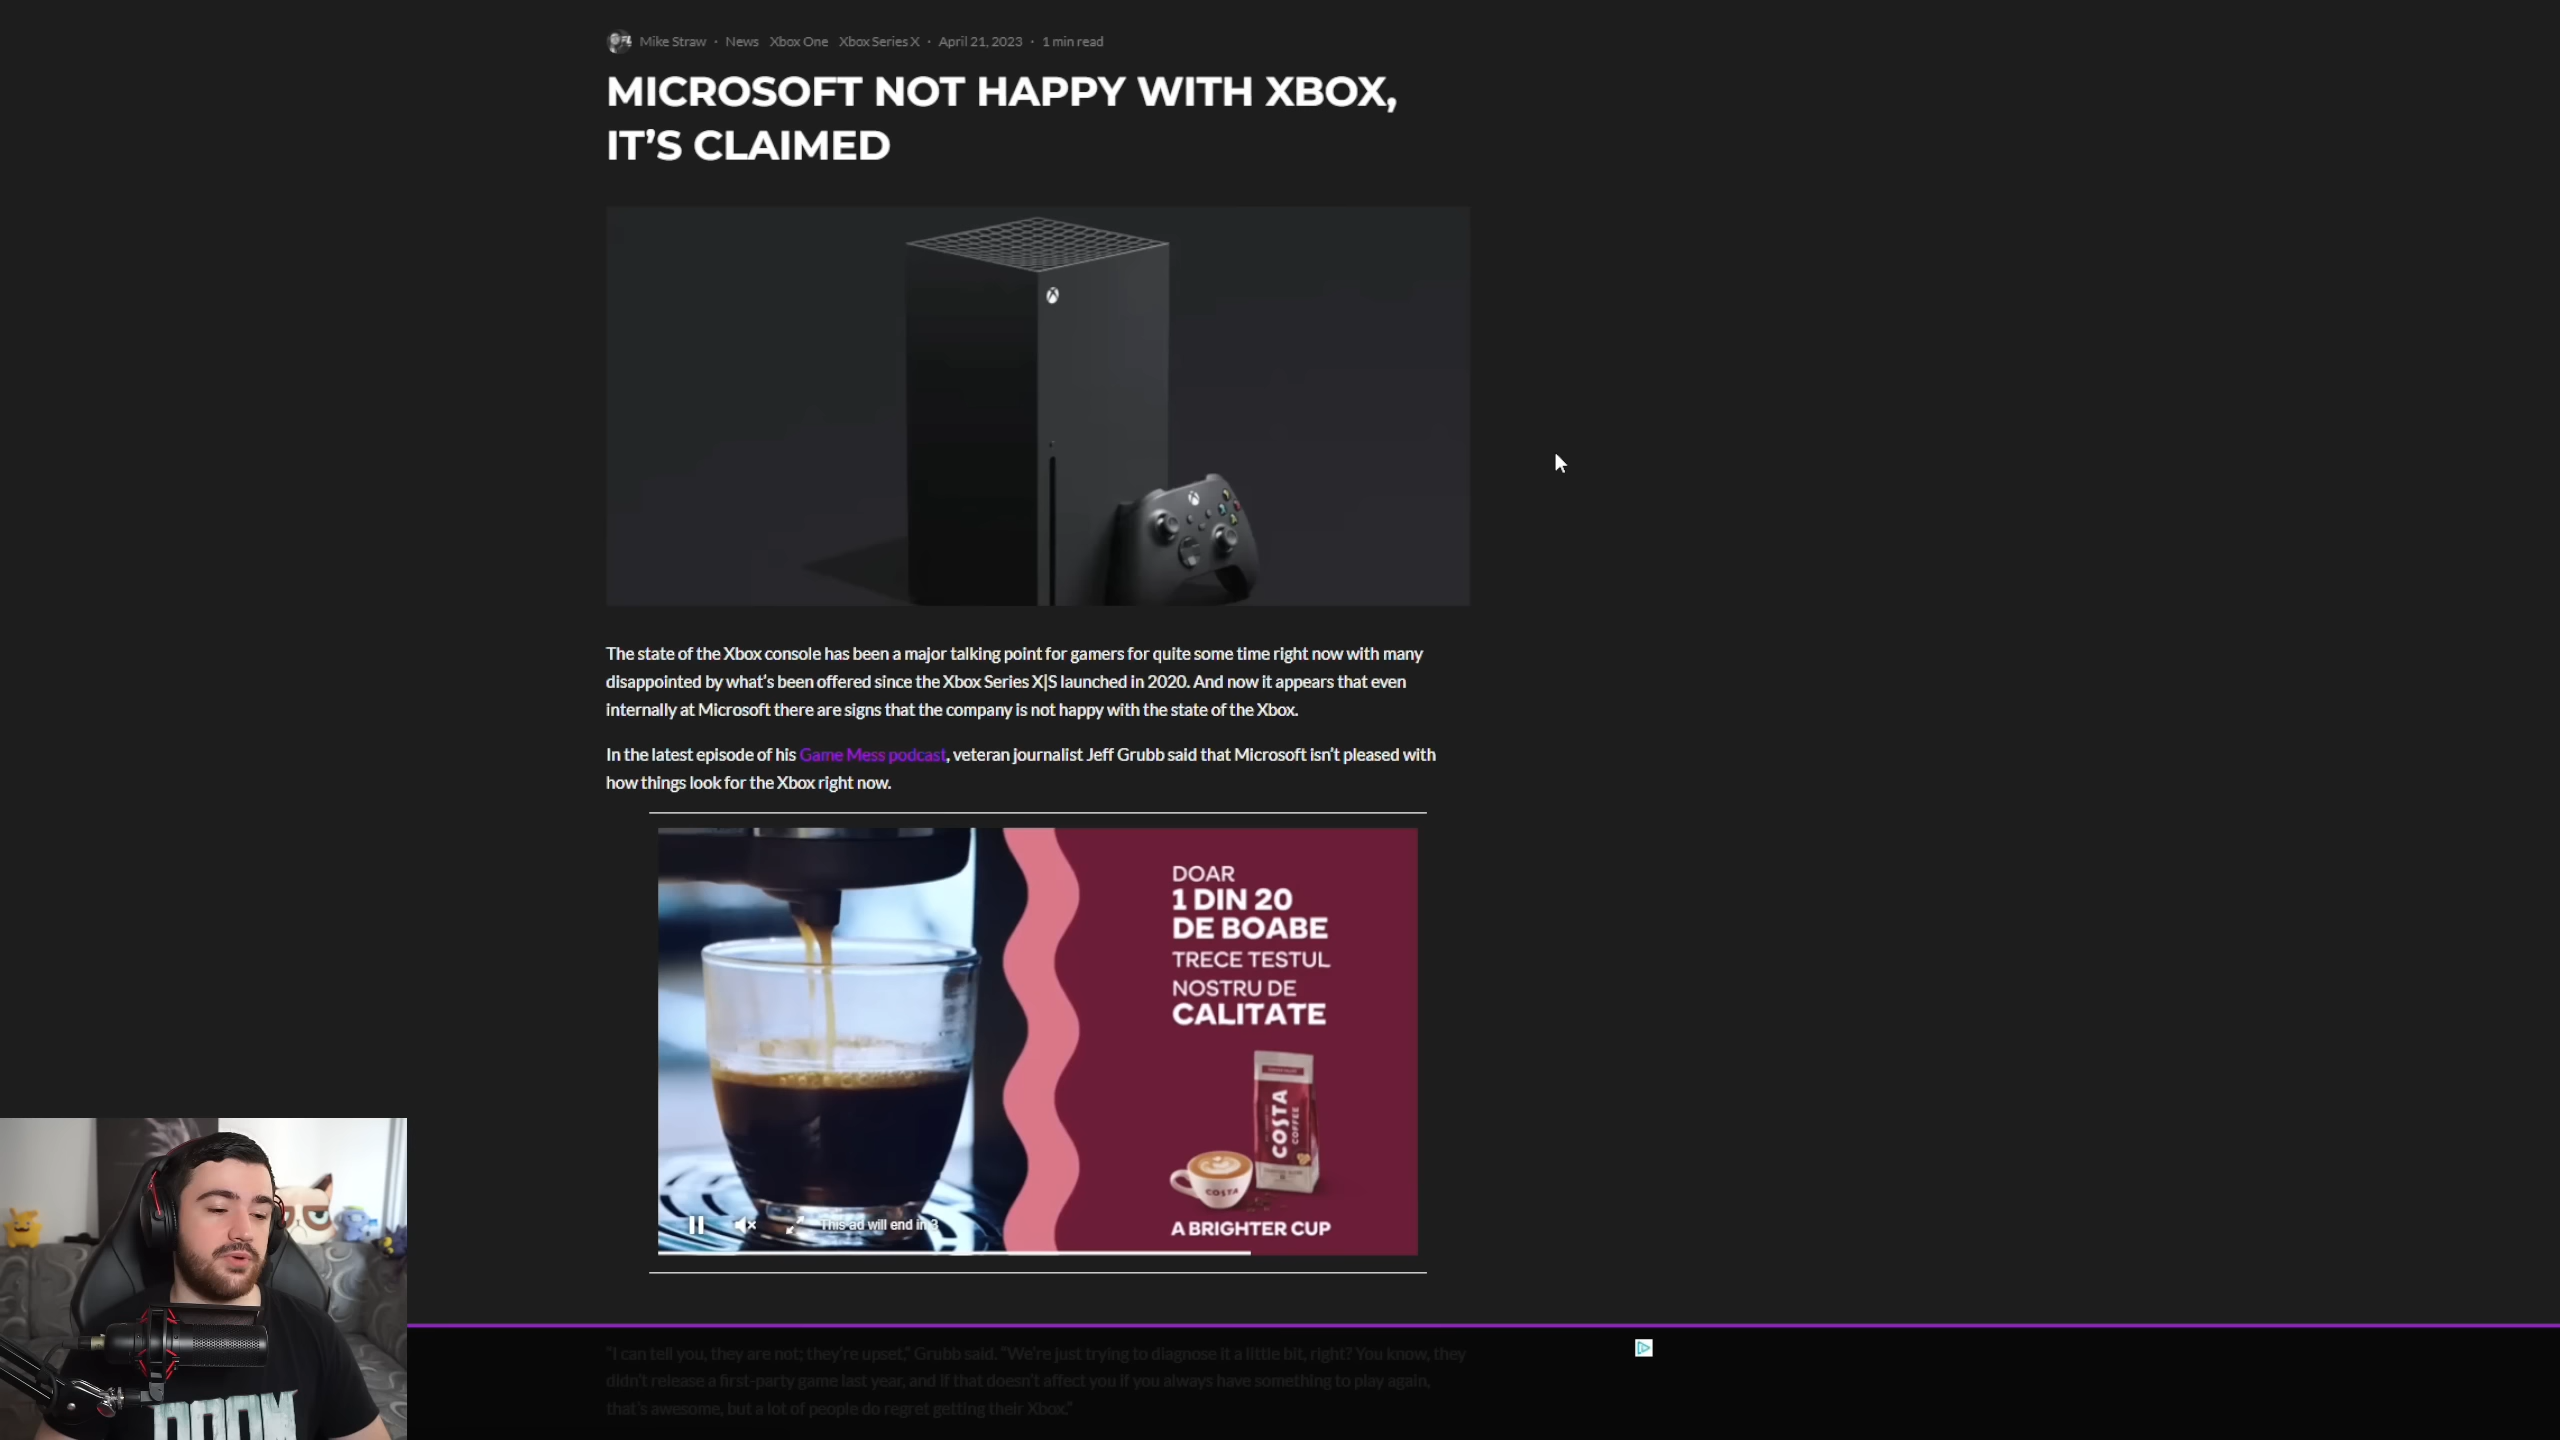 Mike Straw · News Xbox One Xbox Series X · April 21, 2023 · 1 min read
MICROSOFT NOT HAPPY WITH XBOX,
IT'S CLAIMED
The state of the Xbox console has been a major talking point for gamers for quite some time right now with many
disappointed by what's been offered since the Xbox Series X|S launched in 2020. And now it appears that even
internally at Microsoft there are signs that the company is not happy with the state of the Xbox.
In the latest episode of his Game Mess podcast, veteran journalist Jeff Grubb said that Microsoft isn't pleased with
how things look for the Xbox right now.
DOAR
1 DIN 20
DE BOABE
TRECE TESTUL
NOSTRU DE
CALITATE
COSTA
COFFEE
COSTA
A BRIGHTER CUP
This ad will end in 3
"I can tell you, they are not; they're upset," Grubb said. "We're just trying to diagnose it a little bit, right? You know, they
didn't release a first-party game last year, and if that doesn't affect you if you always have something to play again,
that's awesome, but a lot of people do regret getting their Xbox."
DOOM